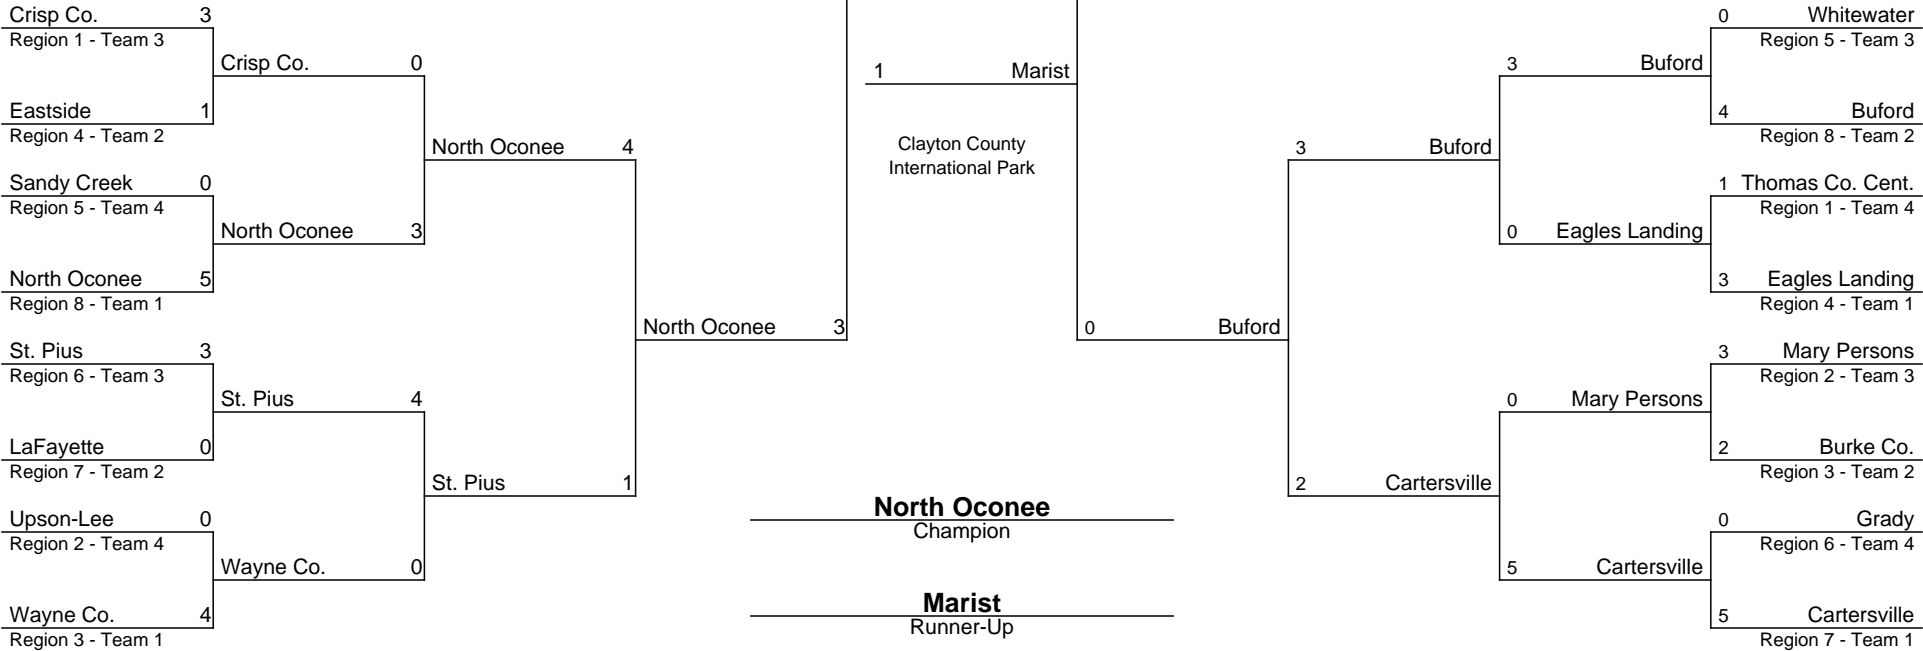 Crisp Co. 3
Region 1 - Team 3
Crisp Co. 0
Eastside 1
Region 4 - Team 2
North Oconee 4
Sandy Creek 0
Region 5 - Team 4
North Oconee 3
North Oconee 5
Region 8 - Team 1
North Oconee 3
St. Pius 3
Region 6 - Team 3
St. Pius 4
LaFayette 0
Region 7 - Team 2
St. Pius 1
Upson-Lee 0
Region 2 - Team 4
Wayne Co. 0
Wayne Co. 4
Region 3 - Team 1
1 Marist
Clayton County
International Park
North Oconee
Champion
Marist
Runner-Up
0 Whitewater
Region 5 - Team 3
3 Buford
4 Buford
Region 8 - Team 2
3 Buford
1 Thomas Co. Cent.
Region 1 - Team 4
0 Eagles Landing
3 Eagles Landing
Region 4 - Team 1
0 Buford
3 Mary Persons
Region 2 - Team 3
0 Mary Persons
2 Burke Co.
Region 3 - Team 2
2 Cartersville
0 Grady
Region 6 - Team 4
5 Cartersville
5 Cartersville
Region 7 - Team 1